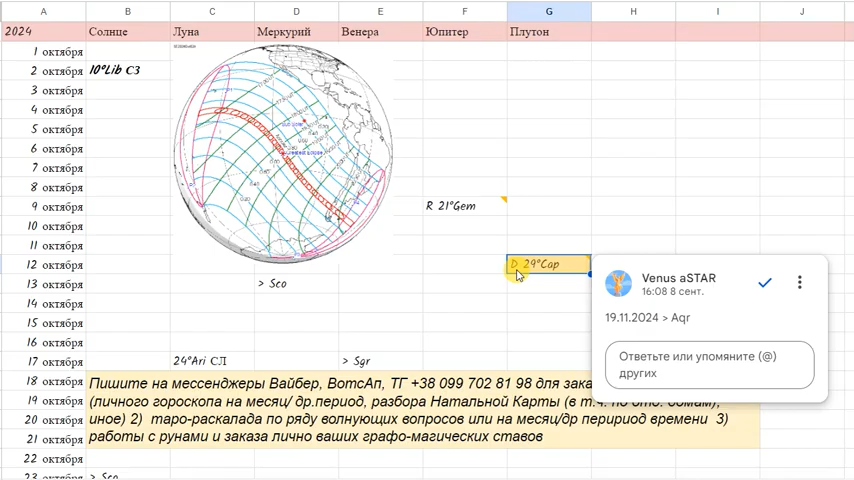 A B C D E F G H I J
2024 Солнце Луна Меркурий Венера Юпитер Плутон
1 октября
2 октября 10°Lib СЗ
3 октября
4 октября
5 октября
6 октября
7 октября
8 октября
9 октября R 21°Gem
10 октября
11 октября
12 октября D 29°Cap
13 октября > Sco
14 октября
15 октября
16 октября
17 октября 24°Ari СЛ > Sgr
18 октября
19 октября
20 октября
21 октября
22 октября
23 октября > Sco
Пишите на мессенджеры Вайбер, ВотсАп, ТГ +38 099 702 81 98 для зака
(личного гороскопа на месяц/ др.период, разбора Натальной Карты (в т.ч. по отд. домам),
иное) 2) таро-расклада по ряду волнующих вопросов или на месяц/др перириод времени 3)
работы с рунами и заказа лично ваших графо-магических ставов
Venus aSTAR
16:08 8 сент.
19.11.2024 > Aqr
Ответьте или упомяните (@)
других